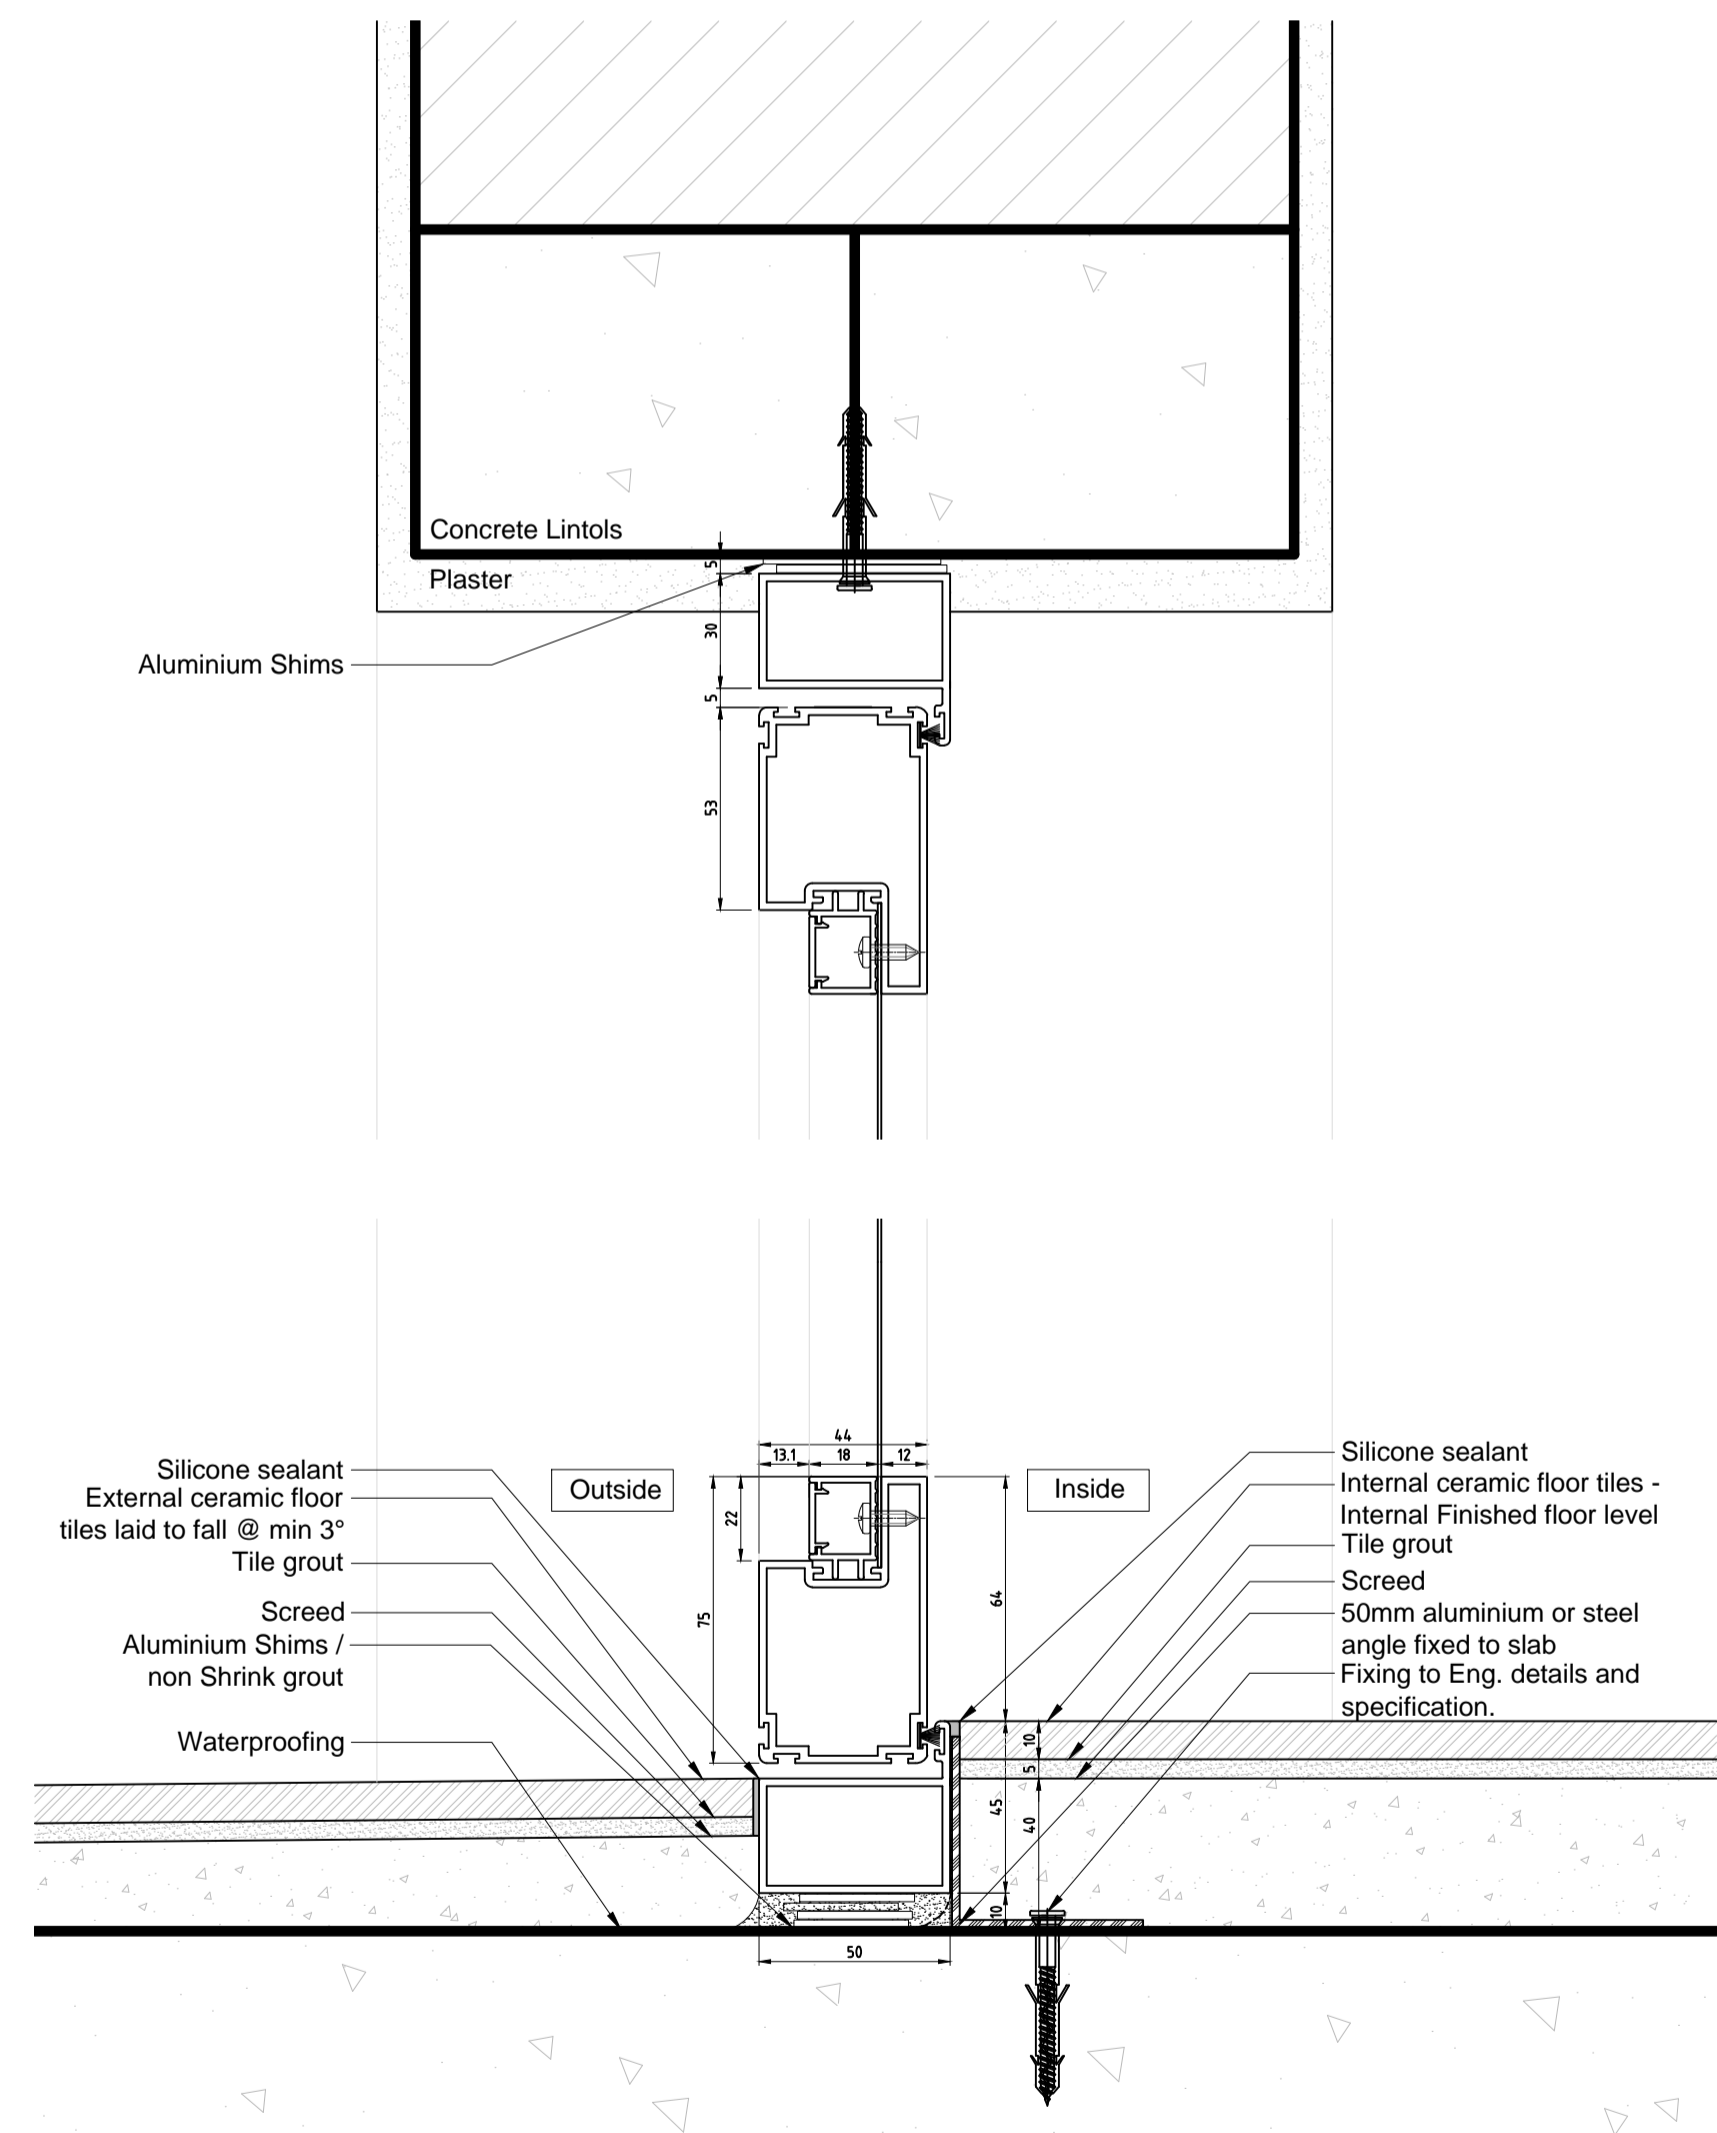 Concrete Lintols
5
Plaster
30
Aluminium Shims
5
53
44
13.1
18
12
Outside
Inside
22
75
64
Silicone sealant
External ceramic floor
tiles laid to fall @ min 3°
Tile grout
Screed
Aluminium Shims /
non Shrink grout
Waterproofing
Silicone sealant
Internal ceramic floor tiles -
Internal Finished floor level
Tile grout
Screed
50mm aluminium or steel
angle fixed to slab
Fixing to Eng. details and
specification.
10
5
45
40
10
50